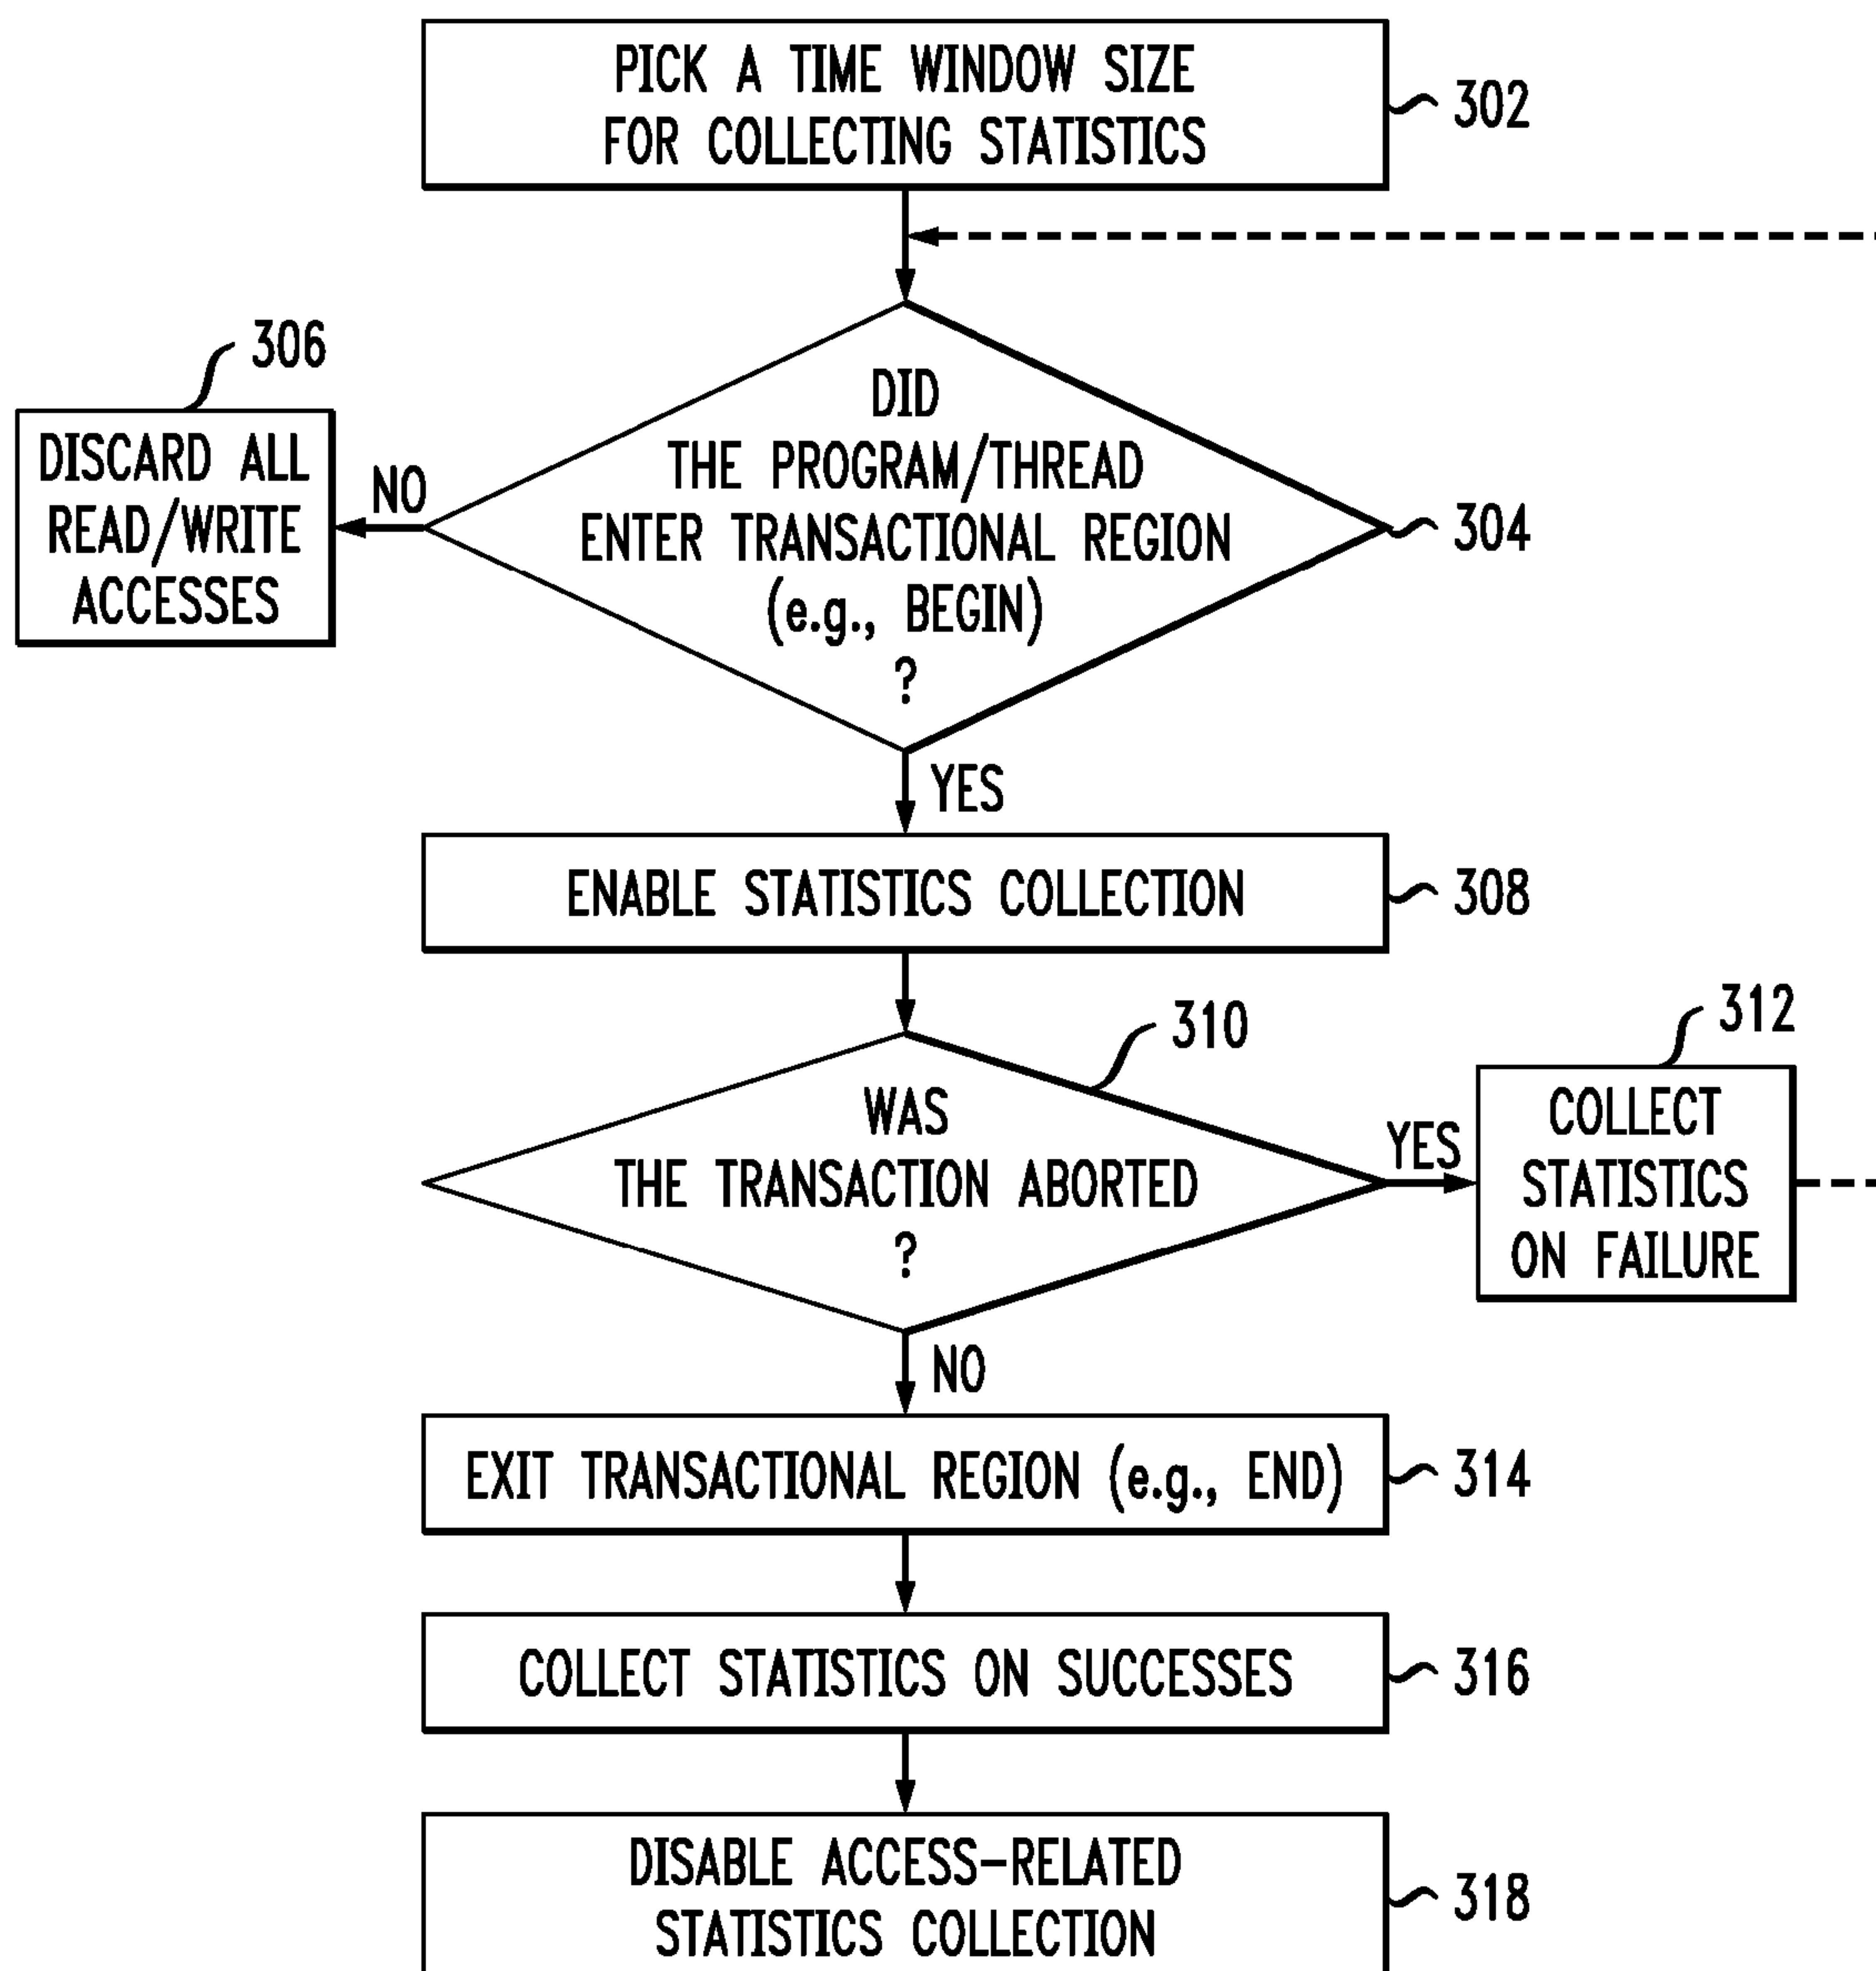 PICK A TIME WINDOW SIZE
FOR COLLECTING STATISTICS
302
306
DISCARD ALL
READ/WRITE
ACCESSES
NO
DID
THE PROGRAM/THREAD
ENTER TRANSACTIONAL REGION
(e.g., BEGIN)
?
304
YES
ENABLE STATISTICS COLLECTION
308
310
WAS
THE TRANSACTION ABORTED
?
YES
312
COLLECT
STATISTICS
ON FAILURE
NO
EXIT TRANSACTIONAL REGION (e.g., END)
314
COLLECT STATISTICS ON SUCCESSES
316
DISABLE ACCESS-RELATED
STATISTICS COLLECTION
318